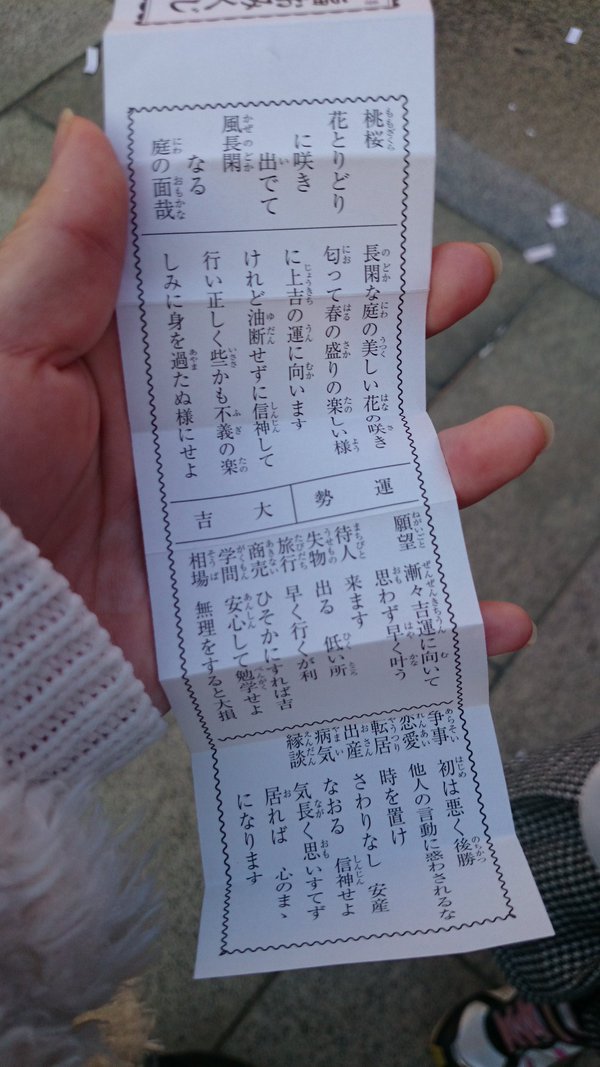 桃桜
花とりどり
に咲き
出でて
風長閑
なる
庭の面哉
長閑な庭の美しい花の咲き
匂って春の盛りの楽しい様
に上吉の運に向います
けれど油断せずに信神して
行い正しく些かも不義の楽
しみに身を過たぬ様にせよ
運勢 大吉
願望 漸々吉運に向いて
思わず早く叶う
待人 来ます
失物 出る 低い所
旅行 早く行くが利
商売 ひそかにすれば吉
学問 安心して勉学せよ
相場 無理をすると大損
争事 初は悪く後勝
恋愛 他人の言動に惑わされるな
転居 時を置け
出産 さわりなし 安産
病気 なおる 信神せよ
縁談 気長く思いすてず
居れば 心のまゝ
になります